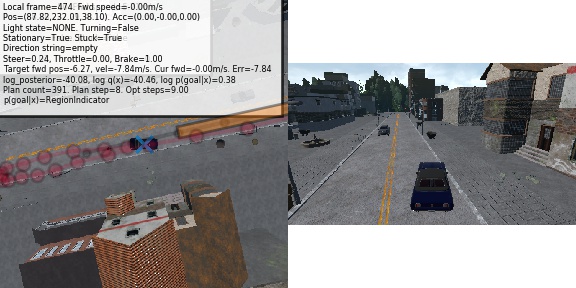 Local frame=474. Fwd speed=-0.00m/s
Pos=(87.82,232.01,38.10). Acc=(0.00,-0.00,0.00)
Light state=NONE. Turning=False
Stationary=True. Stuck=True
Direction string=empty
Steer=0.24, Throttle=0.00, Brake=1.00
Target fwd pos=-6.27, vel=-7.84m/s. Cur fwd=-0.00m/s. Err=-7.84
log_posterior=-40.08, log q(x)=-40.46, log p(goal|x)=0.38
Plan count=391. Plan step=8. Opt steps=9.00
p(goal|x)=RegionIndicator